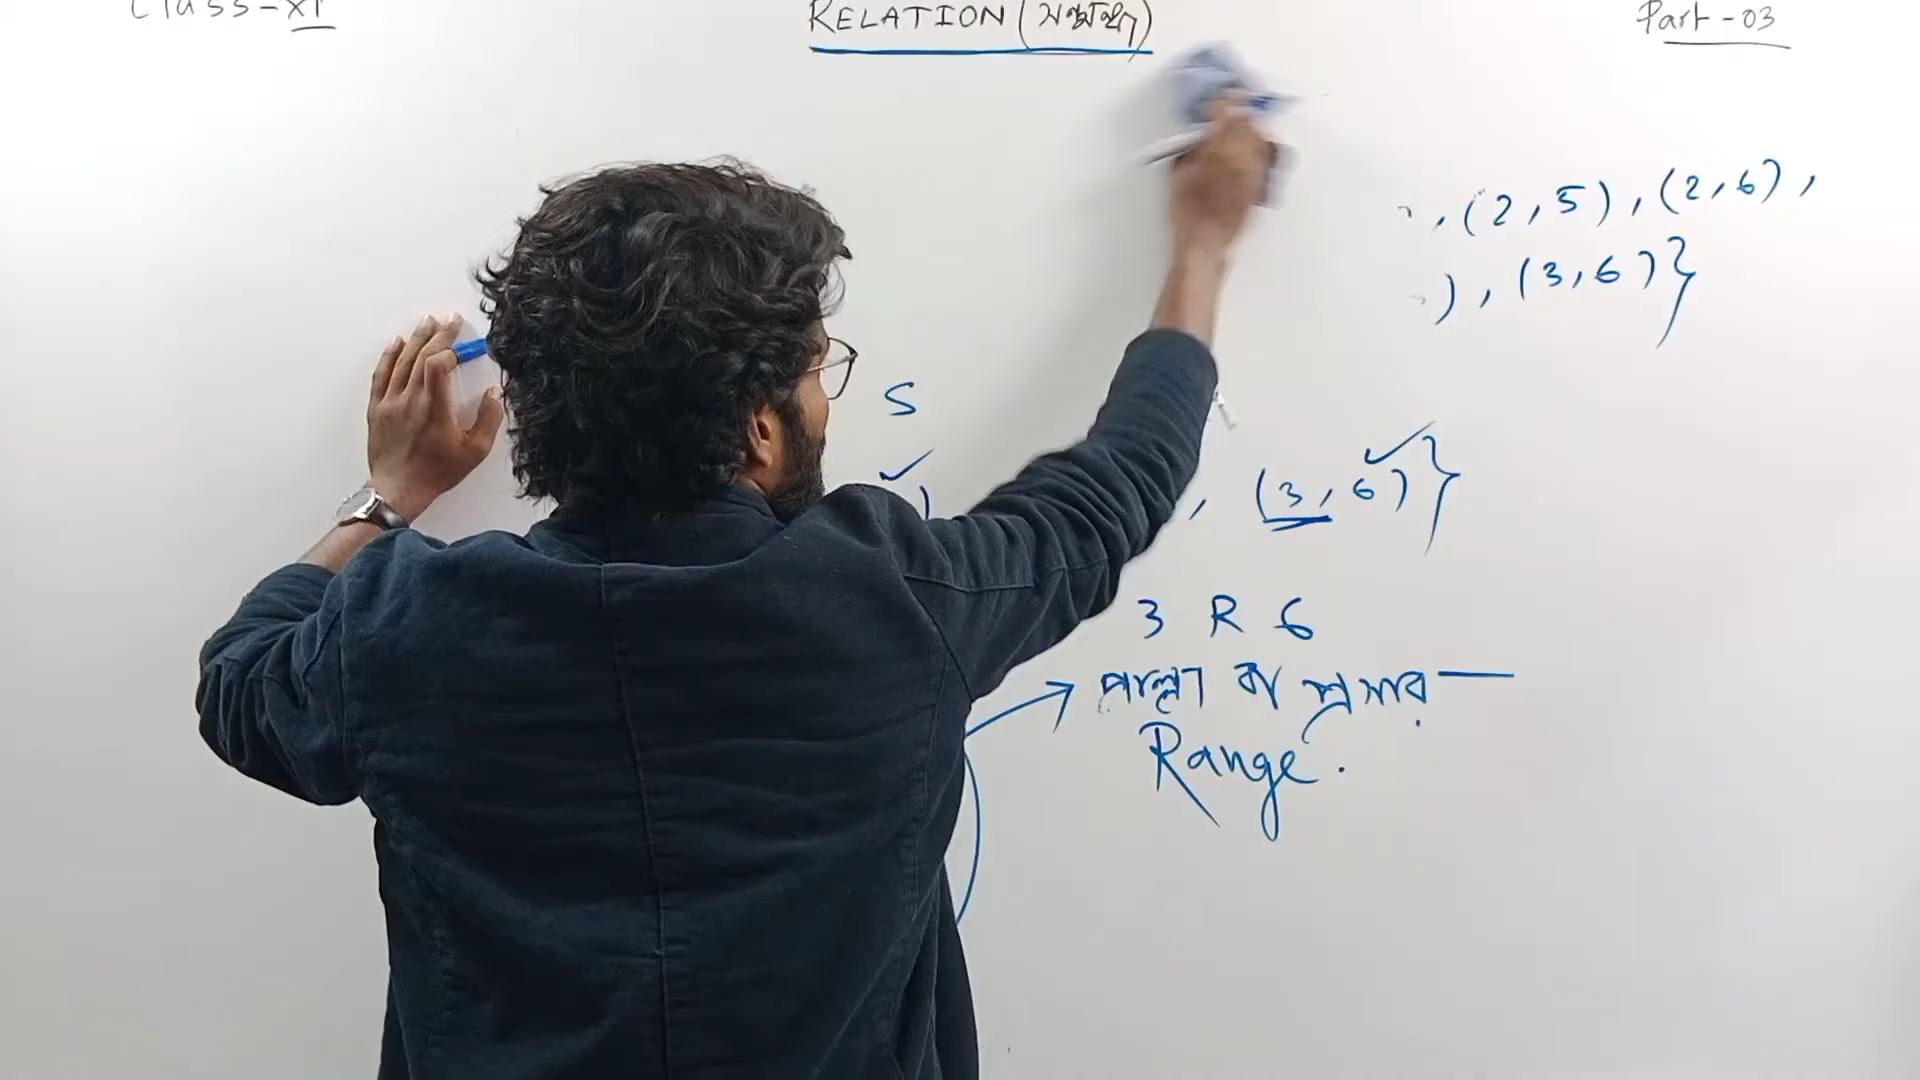 Class-XI
RELATION (সম্বন্ধ)
Part-03
, (2, 5), (2, 6),
), (3, 6)}
S
) , (3, 6)}
3 R 6
পাল্লা বা প্রসার —
Range.